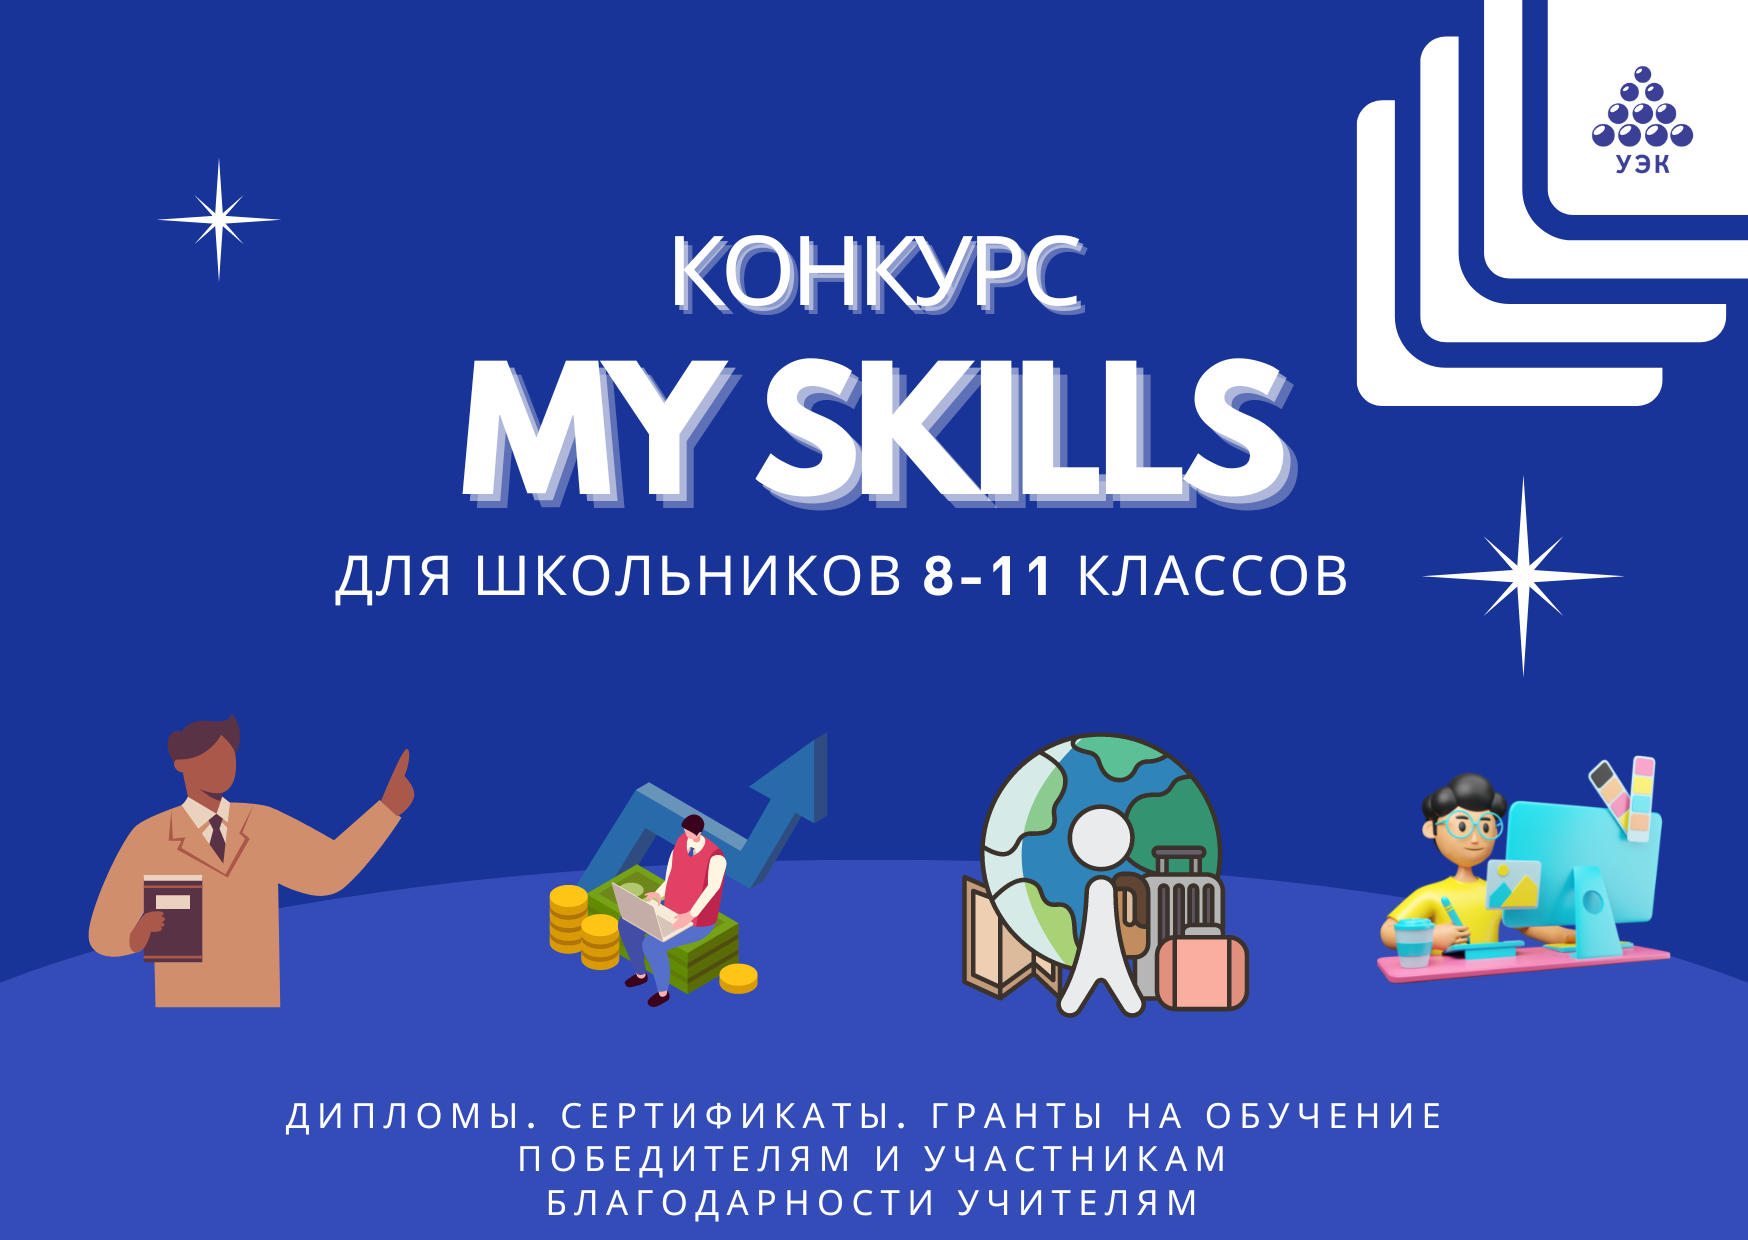 УЭК
КОНКУРС
MY SKILLS
ДЛЯ ШКОЛЬНИКОВ 8-11 КЛАССОВ
ДИПЛОМЫ. СЕРТИФИКАТЫ. ГРАНТЫ НА ОБУЧЕНИЕ
ПОБЕДИТЕЛЯМ И УЧАСТНИКАМ
БЛАГОДАРНОСТИ УЧИТЕЛЯМ